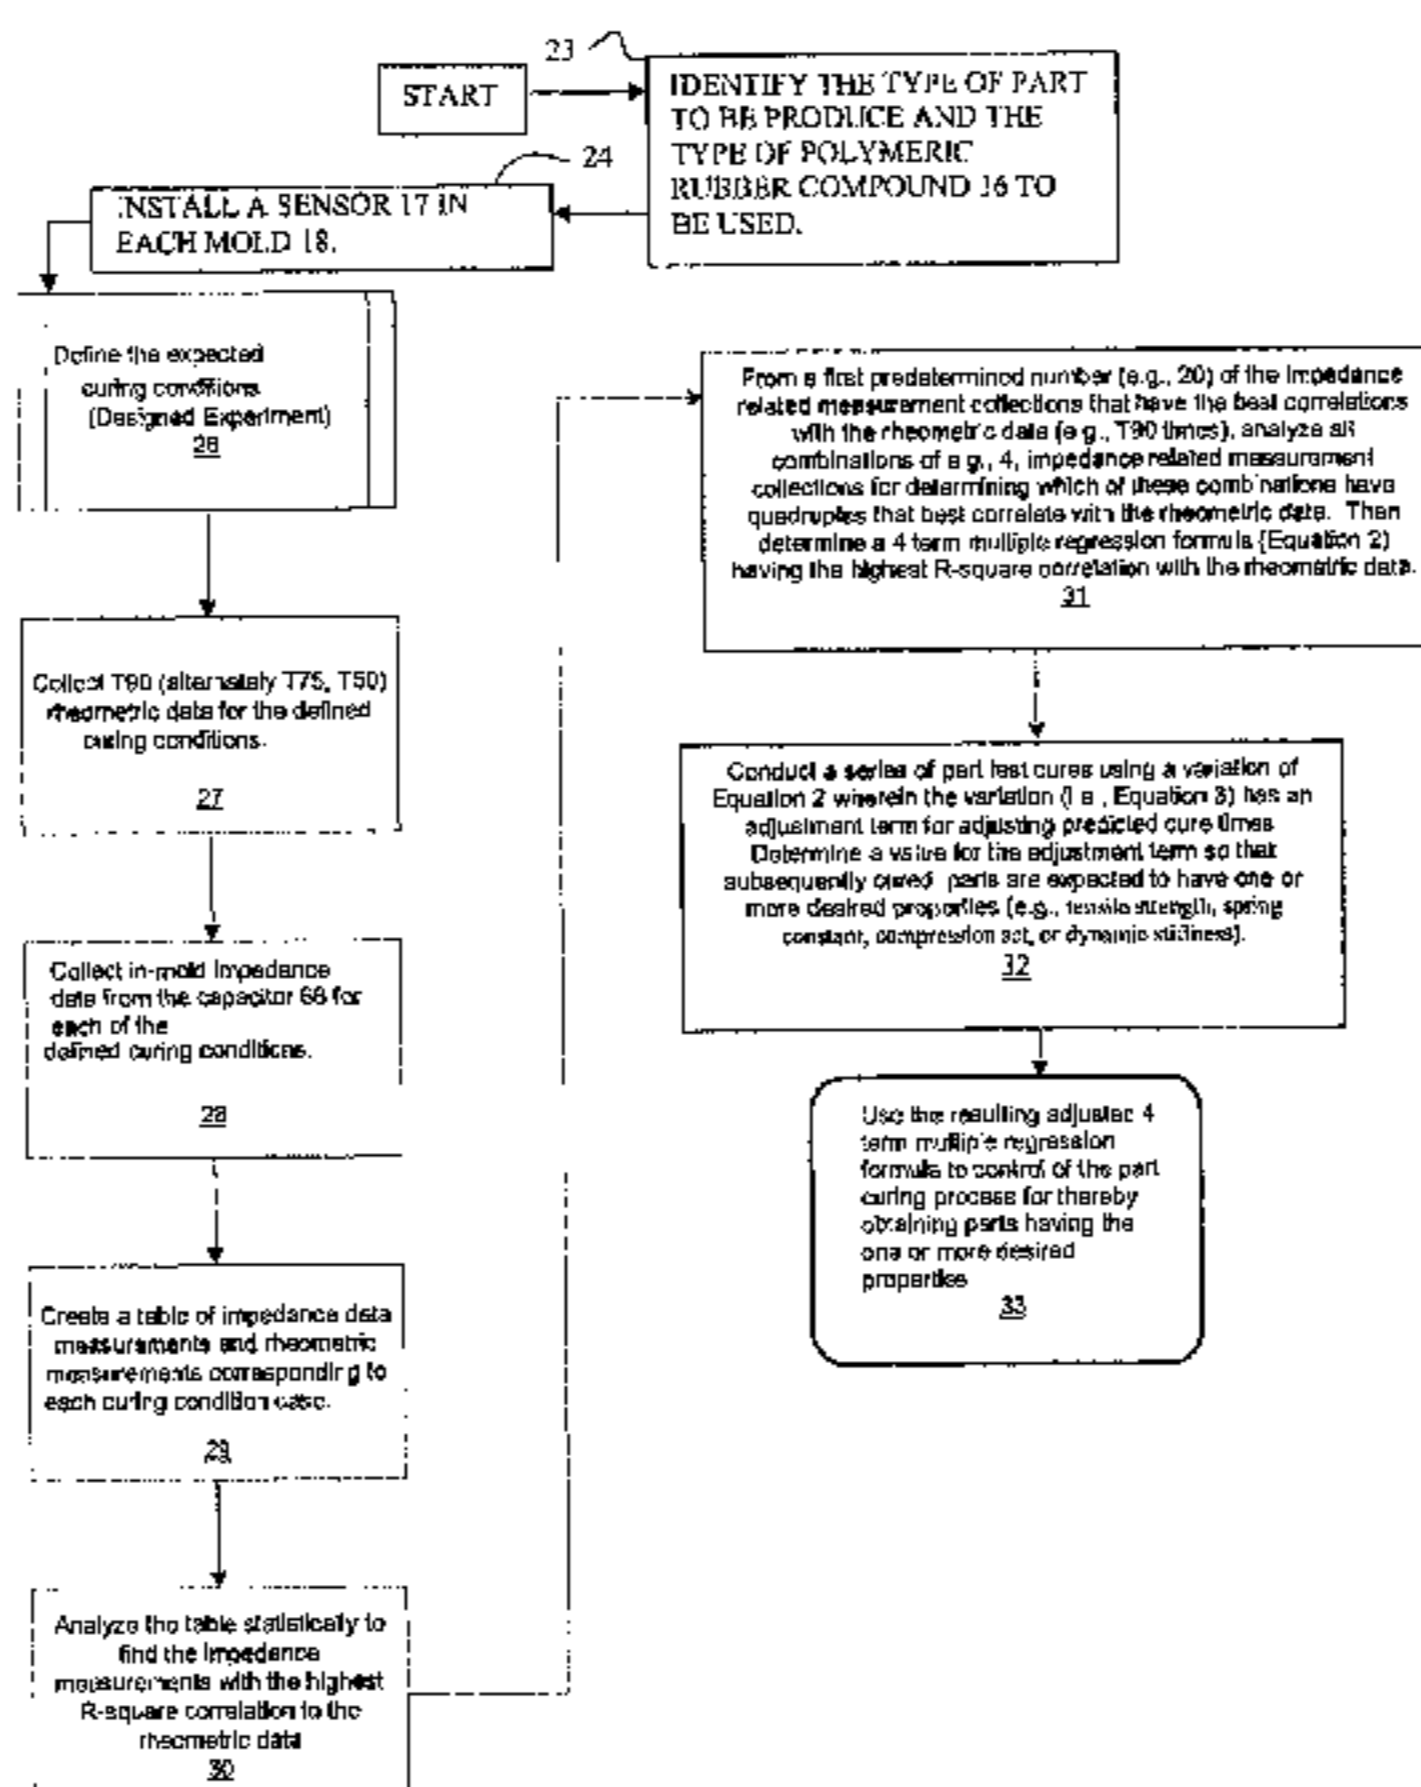 23
START
IDENTIFY THE TYPE OF PART
TO BE PRODUCE AND THE
TYPE OF POLYMERIC
RUBBER COMPOUND 16 TO
BE USED.
24
INSTALL A SENSOR 17 IN
EACH MOLD 18.
Define the expected
curing conditions
(Designed Experiment)
26
Collect T90 (alternately T75, T50)
rheometric data for the defined
curing conditions.
27
Collect in-mold impedance
data from the capacitor 68 for
each of the
defined curing conditions.
28
Create a table of impedance data
measurements and rheometric
measurements corresponding to
each curing condition case.
29
Analyze the table statistically to
find the impedance
measurements with the highest
R-square correlation to the
rheometric data
30
From a first predetermined number (e.g., 20) of the impedance
related measurement collections that have the best correlations
with the rheometric data (e.g., T90 times), analyze all
combinations of e.g., 4, impedance related measurement
collections for determining which of these combinations have
quadruples that best correlate with the rheometric data. Then
determine a 4 term multiple regression formula (Equation 2)
having the highest R-square correlation with the rheometric data.
31
Conduct a series of part test cures using a variation of
Equation 2 wherein the variation (i.e., Equation 3) has an
adjustment term for adjusting predicted cure times
Determine a value for the adjustment term so that
subsequently cured parts are expected to have one or
more desired properties (e.g., tensile strength, spring
constant, compression set, or dynamic stiffness).
32
Use the resulting adjusted 4
term multiple regression
formula to control of the part
curing process for thereby
obtaining parts having the
one or more desired
properties
33